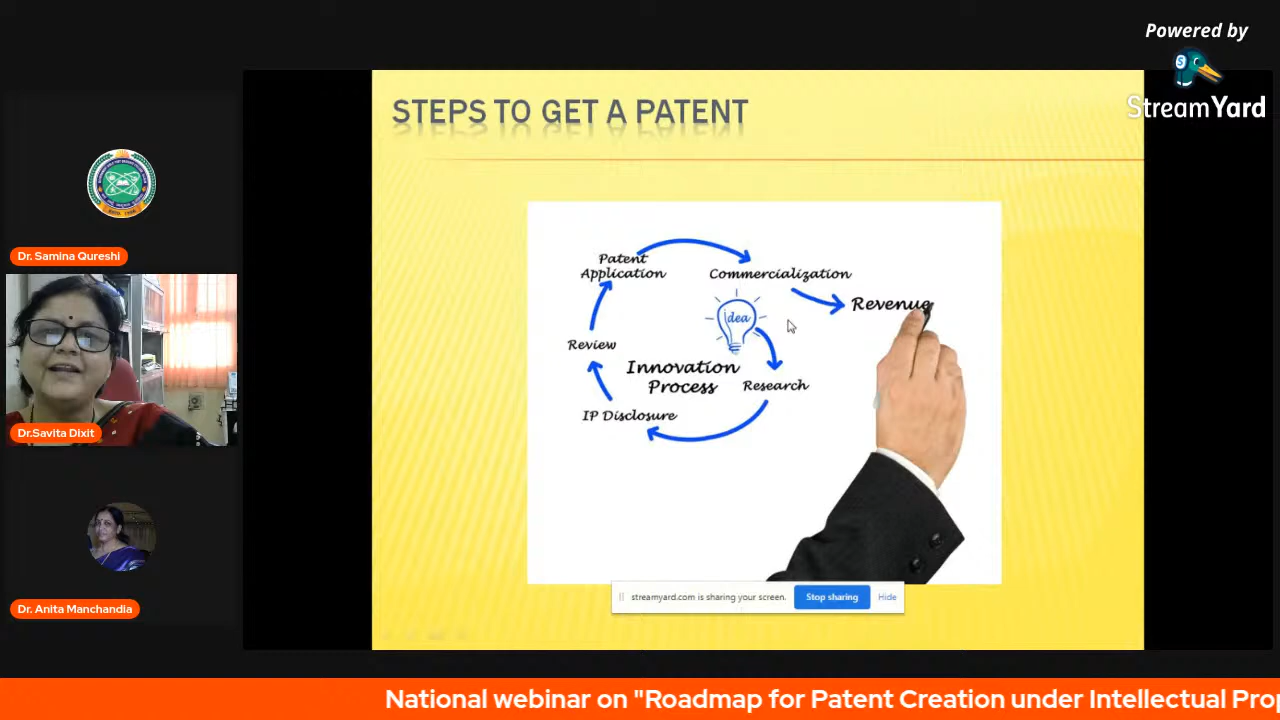 Powered by
StreamYard
STEPS TO GET A PATENT
Patent
Application
Commercialization
Revenue
idea
Review
Innovation
Process
Research
IP Disclosure
Dr. Samina Qureshi
Dr.Savita Dixit
Dr. Anita Manchandia
streamyard.com is sharing your screen.
Stop sharing
Hide
National webinar on "Roadmap for Patent Creation under Intellectual Prop